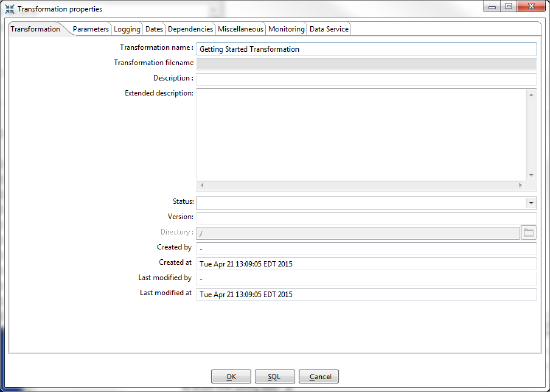 Transformation properties
Transformation Parameters Logging Dates Dependencies Miscellaneous Monitoring Data Service
Transformation name : Getting Started Transformation
Transformation filename
Description :
Extended description:
Status:
Version:
Directory : /
Created by -
Created at Tue Apr 21 13:09:05 EDT 2015
Last modified by -
Last modified at Tue Apr 21 13:09:05 EDT 2015
OK SQL Cancel